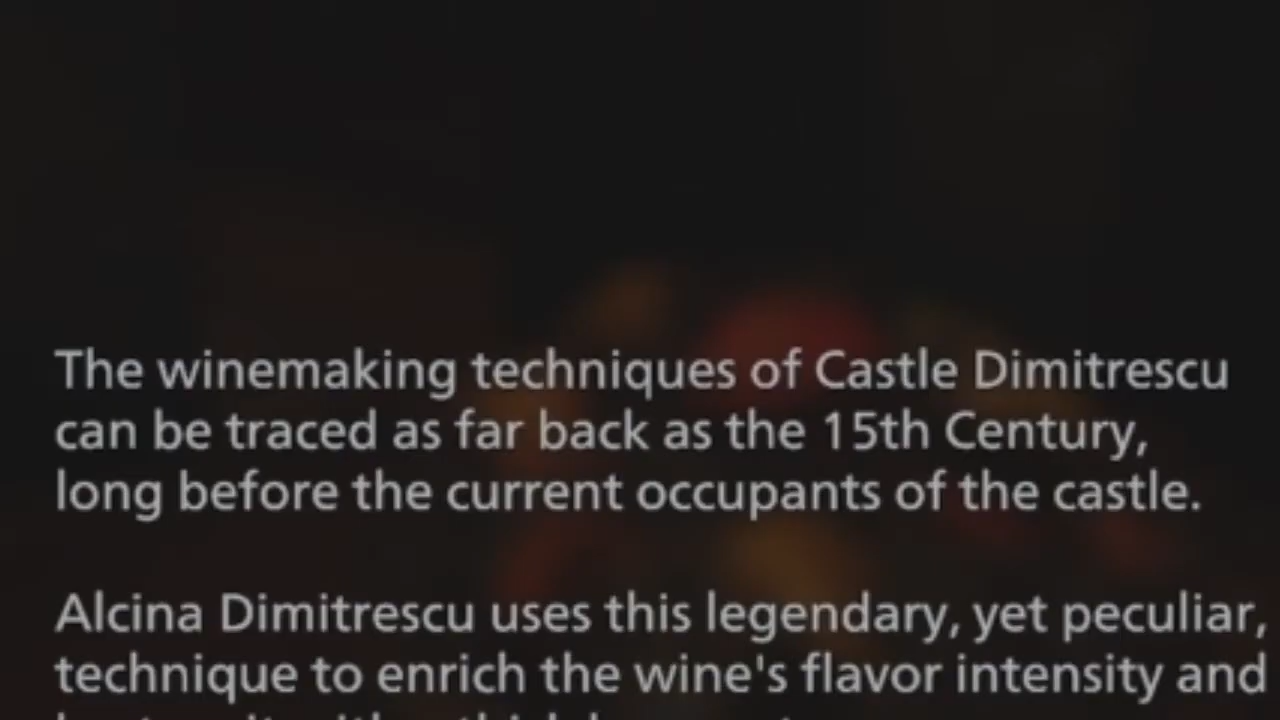 The winemaking techniques of Castle Dimitrescu
can be traced as far back as the 15th Century,
long before the current occupants of the castle.
Alcina Dimitrescu uses this legendary, yet peculiar,
technique to enrich the wine's flavor intensity and